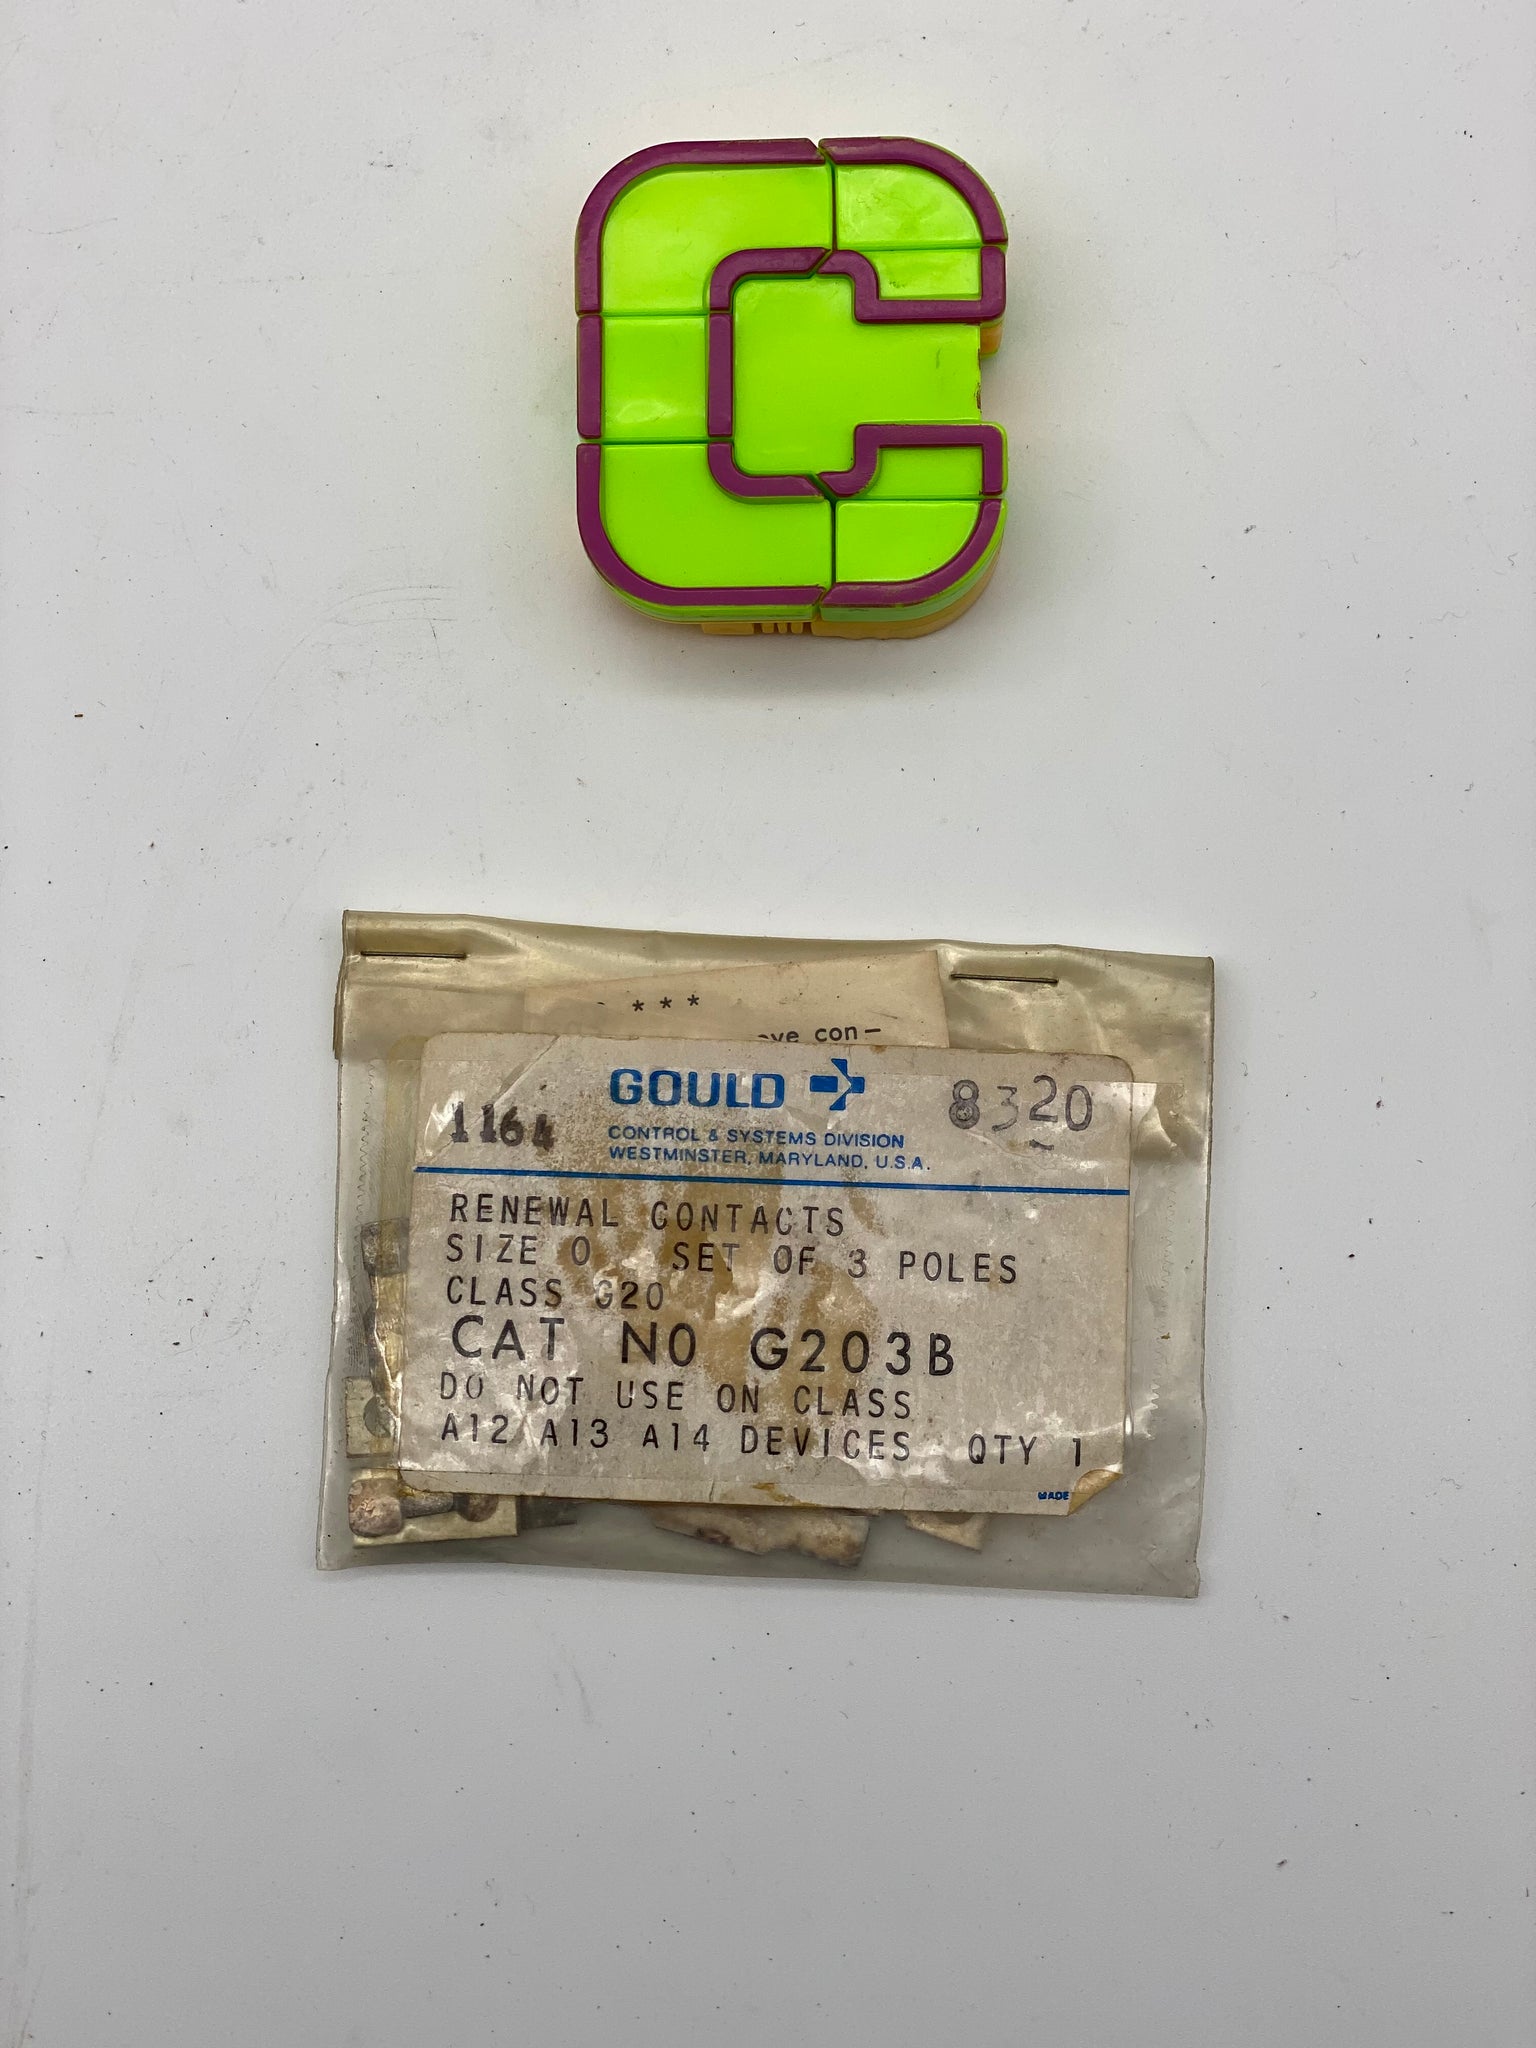 C
* * *
con-
GOULD
1164
8320
CONTROL & SYSTEMS DIVISION
WESTMINSTER, MARYLAND, U.S.A.
RENEWAL CONTACTS
SIZE 0 SET OF 3 POLES
CLASS G20
CAT NO G203B
DO NOT USE ON CLASS
A12 A13 A14 DEVICES QTY 1
MADE